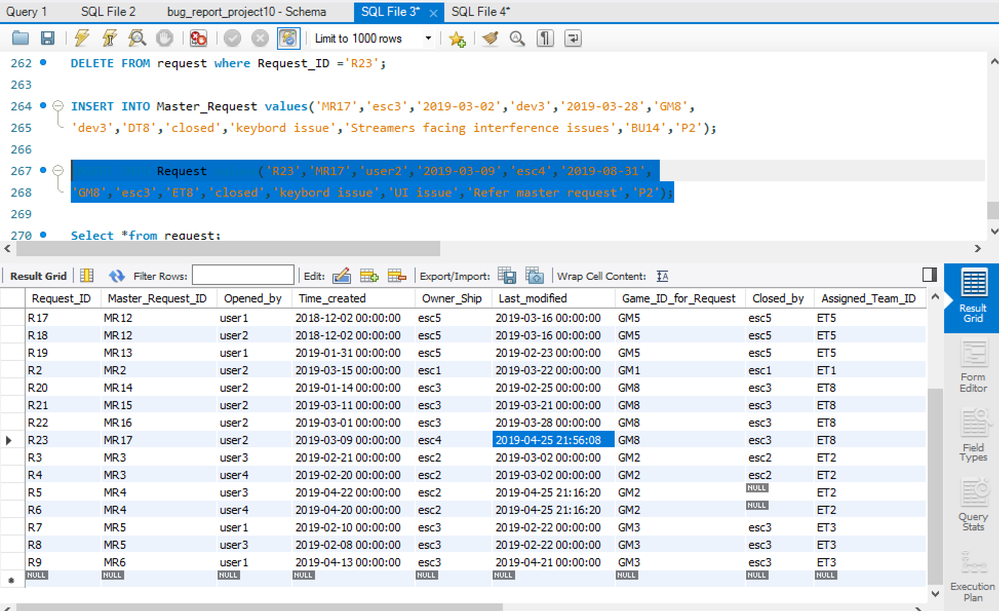 Query 1 SQL File 2 bug_report_project10 - Schema SQL File 3* SQL File 4*
Limit to 1000 rows
262 DELETE FROM request where Request_ID ='R23';
263
264 INSERT INTO Master_Request values('MR17','esc3','2019-03-02','dev3','2019-03-28','GM8',
265 'dev3','DT8','closed','keybord issue','Streamers facing interference issues','BU14','P2');
266
267 INSERT INTO Request values('R23','MR17','user2','2019-03-09','esc4','2019-08-31',
268 'GM8','esc3','ET8','closed','keybord issue','UI issue','Refer master request','P2');
269
270 Select *from request;
Result Grid Filter Rows: Edit: Export/Import: Wrap Cell Content:
Request_ID Master_Request_ID Opened_by Time_created Owner_Ship Last_modified Game_ID_for_Request Closed_by Assigned_Team_ID
R17 MR12 user1 2018-12-02 00:00:00 esc5 2019-03-16 00:00:00 GM5 esc5 ET5
R18 MR12 user2 2018-12-02 00:00:00 esc5 2019-03-16 00:00:00 GM5 esc5 ET5
R19 MR13 user1 2019-01-31 00:00:00 esc5 2019-02-23 00:00:00 GM5 esc5 ET5
R2 MR2 user2 2019-03-15 00:00:00 esc1 2019-03-22 00:00:00 GM1 esc1 ET1
R20 MR14 user2 2019-01-14 00:00:00 esc3 2019-02-25 00:00:00 GM8 esc3 ET8
R21 MR15 user2 2019-03-11 00:00:00 esc3 2019-03-21 00:00:00 GM8 esc3 ET8
R22 MR16 user2 2019-03-01 00:00:00 esc3 2019-03-28 00:00:00 GM8 esc3 ET8
R23 MR17 user2 2019-03-09 00:00:00 esc4 2019-04-25 21:56:08 GM8 esc3 ET8
R3 MR3 user3 2019-02-21 00:00:00 esc2 2019-03-02 00:00:00 GM2 esc2 ET2
R4 MR3 user4 2019-02-20 00:00:00 esc2 2019-03-02 00:00:00 GM2 esc2 ET2
R5 MR4 user3 2019-04-22 00:00:00 esc2 2019-04-25 21:16:20 GM2 NULL ET2
R6 MR4 user4 2019-04-20 00:00:00 esc2 2019-04-25 21:16:20 GM2 NULL ET2
R7 MR5 user1 2019-02-10 00:00:00 esc3 2019-02-22 00:00:00 GM3 esc3 ET3
R8 MR5 user3 2019-02-08 00:00:00 esc3 2019-02-22 00:00:00 GM3 esc3 ET3
R9 MR6 user1 2019-04-13 00:00:00 esc3 2019-04-21 00:00:00 GM3 esc3 ET3
NULL NULL NULL NULL NULL NULL NULL NULL NULL
Result
Grid
Form
Editor
Field
Types
Query
Stats
Execution
Plan